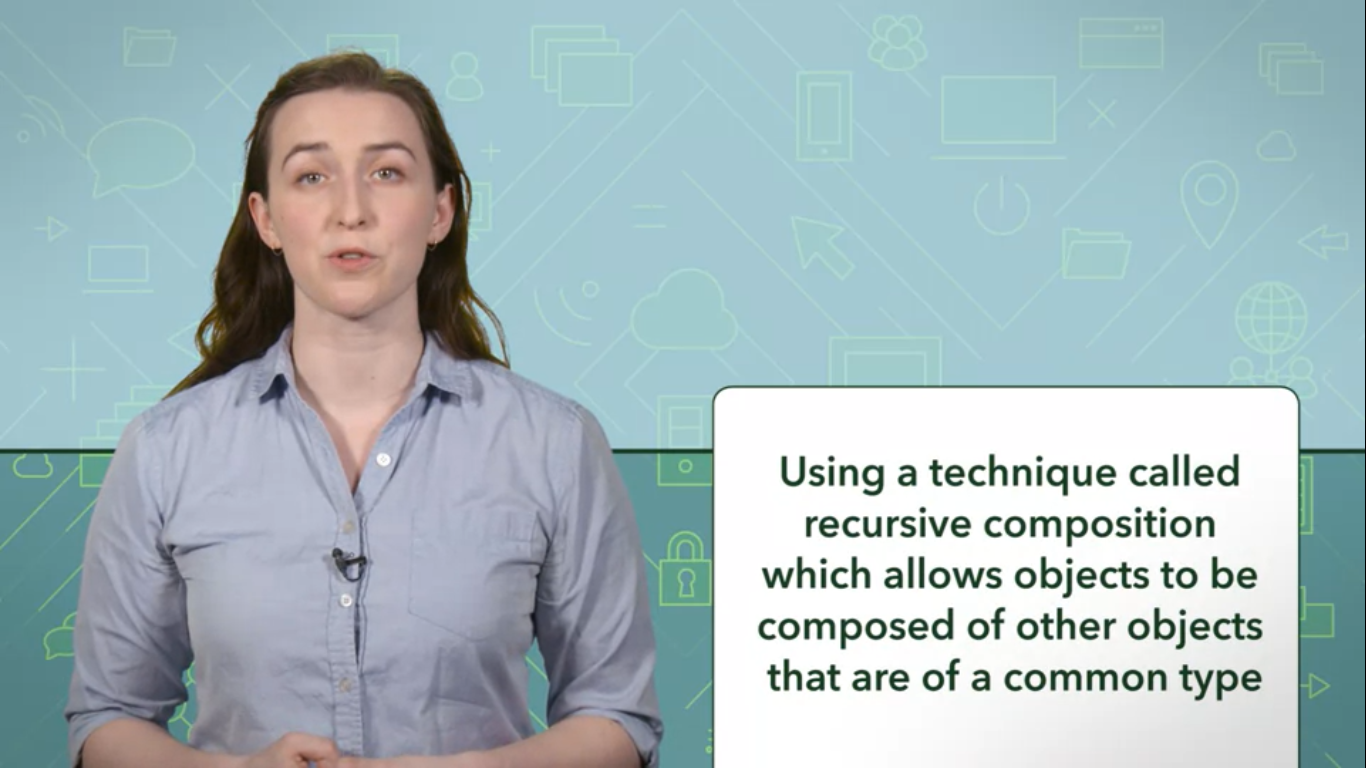 Using a technique called
recursive composition
which allows objects to be
composed of other objects
that are of a common type